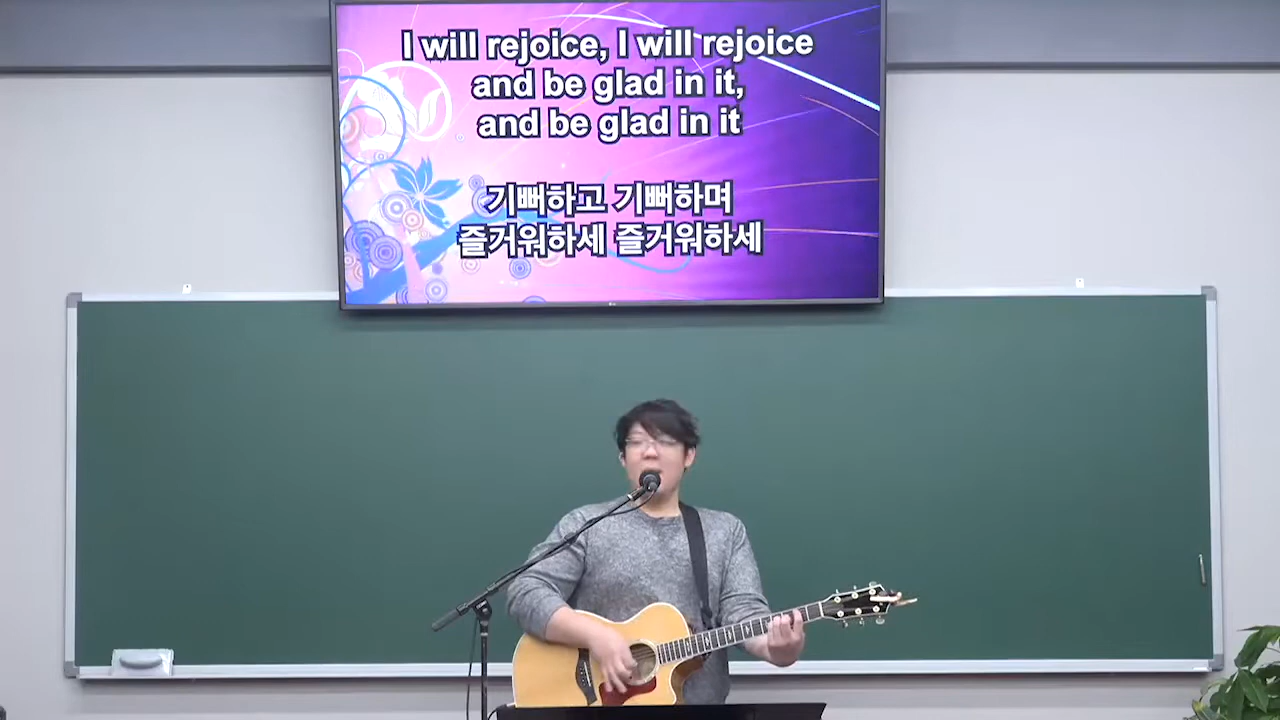 I will rejoice, I will rejoice
and be glad in it,
and be glad in it
기뻐하고 기뻐하며
즐거워하세 즐거워하세